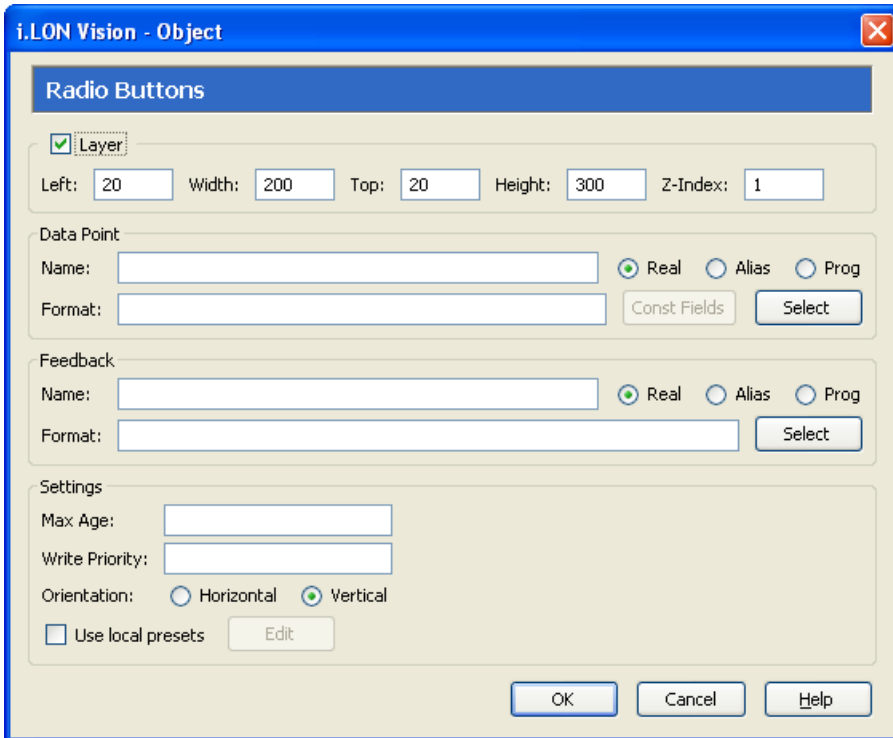 i.LON Vision - Object
Radio Buttons
Layer
Left: 20 Width: 200 Top: 20 Height: 300 Z-Index: 1
Data Point
Name: Real Alias Prog
Format: Const Fields Select
Feedback
Name: Real Alias Prog
Format: Select
Settings
Max Age:
Write Priority:
Orientation: Horizontal Vertical
Use local presets Edit
OK Cancel Help